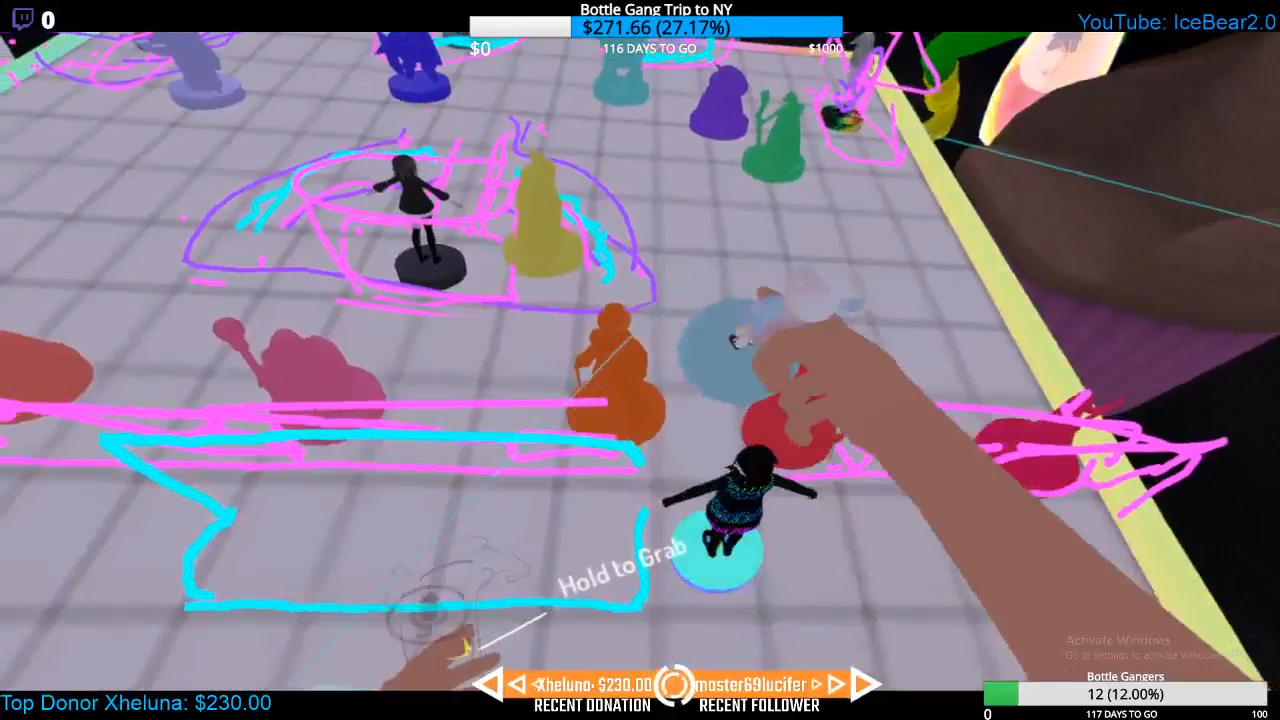 0
Bottle Gang Trip to NY
$271.66 (27.17%)
$0
116 DAYS TO GO
$1000
YouTube: IceBear2.0
Hold to Grab
Activate Windows
Go to Settings to activate Windows.
Bottle Gangers
12 (12.00%)
0
117 DAYS TO GO
100
Xheluna: $230.00
master69lucifer
RECENT DONATION
RECENT FOLLOWER
Top Donor Xheluna: $230.00